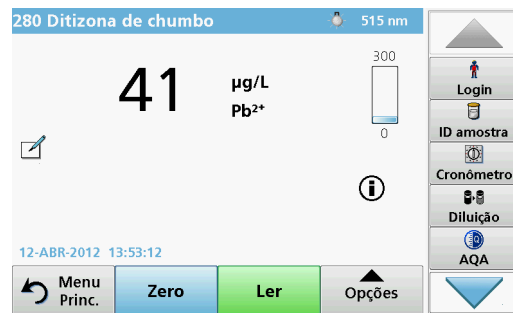 280 Ditizona de chumbo
515 nm
41
µg/L
Pb²⁺
300
0
12-ABR-2012 13:53:12
Menu
Princ.
Zero
Ler
Opções
Login
ID amostra
Cronômetro
Diluição
AQA